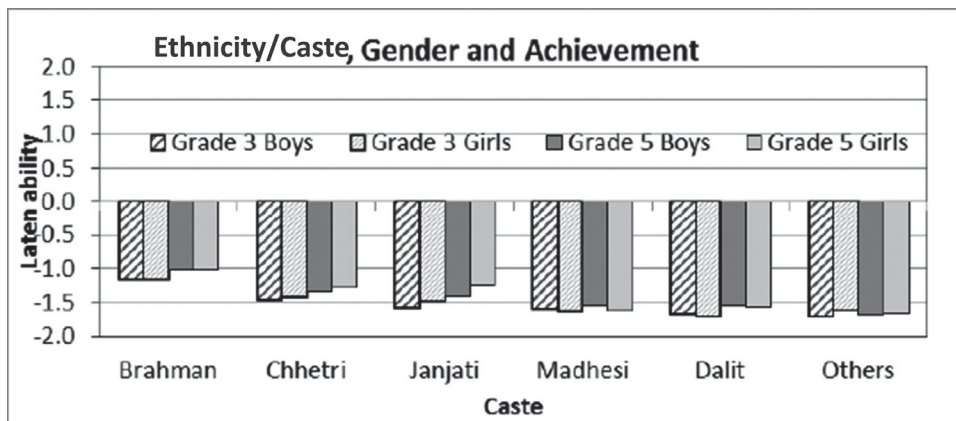 Ethnicity/Caste, Gender and Achievement
2.0
1.5
1.0
Grade 3 Boys Grade 3 Girls Grade 5 Boys Grade 5 Girls
0.5
0.0
-0.5
-1.0
-1.5
-2.0
Laten ability
Brahman Chhetri Janjati Madhesi Dalit Others
Caste